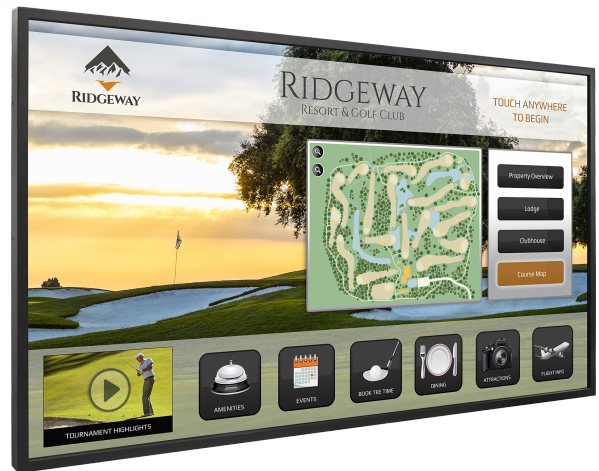 RIDGEWAY
RIDGEWAY
RESORT & GOLF CLUB
TOUCH ANYWHERE
TO BEGIN
Property Overview
Lodge
Clubhouse
Course Map
TOURNAMENT HIGHLIGHTS
AMENITIES
EVENTS
BOOK TEE TIME
DINING
ATTRACTIONS
FLIGHT INFO